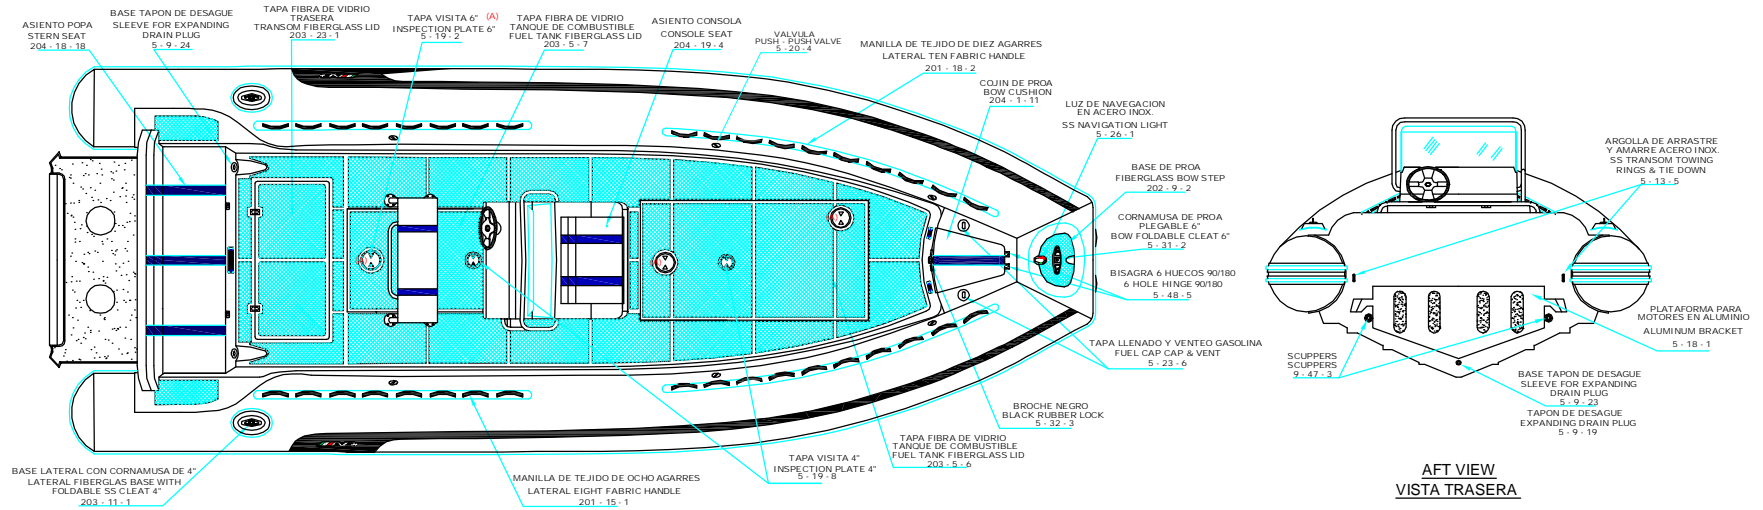 ASIENTO POPA
STERN SEAT
204 - 18 - 18
BASE TAPON DE DESAGUE
SLEEVE FOR EXPANDING
DRAIN PLUG
5 - 9 - 24
TAPA FIBRA DE VIDRIO
TRASERA
TRANSOM FIBERGLASS LID
203 - 23 - 1
TAPA VISITA 6" (A)
INSPECTION PLATE 6"
5 - 19 - 2
TAPA FIBRA DE VIDRIO
TANQUE DE COMBUSTIBLE
FUEL TANK FIBERGLASS LID
203 - 5 - 7
ASIENTO CONSOLA
CONSOLE SEAT
204 - 19 - 4
VALVULA
PUSH - PUSH VALVE
5 - 20 - 4
MANILLA DE TEJIDO DE DIEZ AGARRES
LATERAL TEN FABRIC HANDLE
201 - 18 - 2
COJIN DE PROA
BOW CUSHION
204 - 1 - 11
LUZ DE NAVEGACION
EN ACERO INOX.
SS NAVIGATION LIGHT
5 - 26 - 1
BASE DE PROA
FIBERGLASS BOW STEP
202 - 9 - 2
CORNAMUSA DE PROA
PLEGABLE 6"
BOW FOLDABLE CLEAT 6"
5 - 31 - 2
BISAGRA 6 HUECOS 90/180
6 HOLE HINGE 90/180
5 - 48 - 5
TAPA LLENADO Y VENTEO GASOLINA
FUEL CAP CAP & VENT
5 - 23 - 6
BROCHE NEGRO
BLACK RUBBER LOCK
5 - 32 - 3
TAPA FIBRA DE VIDRIO
TANQUE DE COMBUSTIBLE
FUEL TANK FIBERGLASS LID
203 - 5 - 6
TAPA VISITA 4"
INSPECTION PLATE 4"
5 - 19 - 8
MANILLA DE TEJIDO DE OCHO AGARRES
LATERAL EIGHT FABRIC HANDLE
201 - 15 - 1
BASE LATERAL CON CORNAMUSA DE 4"
LATERAL FIBERGLAS BASE WITH
FOLDABLE SS CLEAT 4"
203 - 11 - 1
ARGOLLA DE ARRASTRE
Y AMARRE ACERO INOX.
SS TRANSOM TOWING
RINGS & TIE DOWN
5 - 13 - 5
PLATAFORMA PARA
MOTORES EN ALUMINIO
ALUMINUM BRACKET
5 - 18 - 1
SCUPPERS
SCUPPERS
9 - 47 - 3
BASE TAPON DE DESAGUE
SLEEVE FOR EXPANDING
DRAIN PLUG
5 - 9 - 23
TAPON DE DESAGUE
EXPANDING DRAIN PLUG
5 - 9 - 19
AFT VIEW
VISTA TRASERA